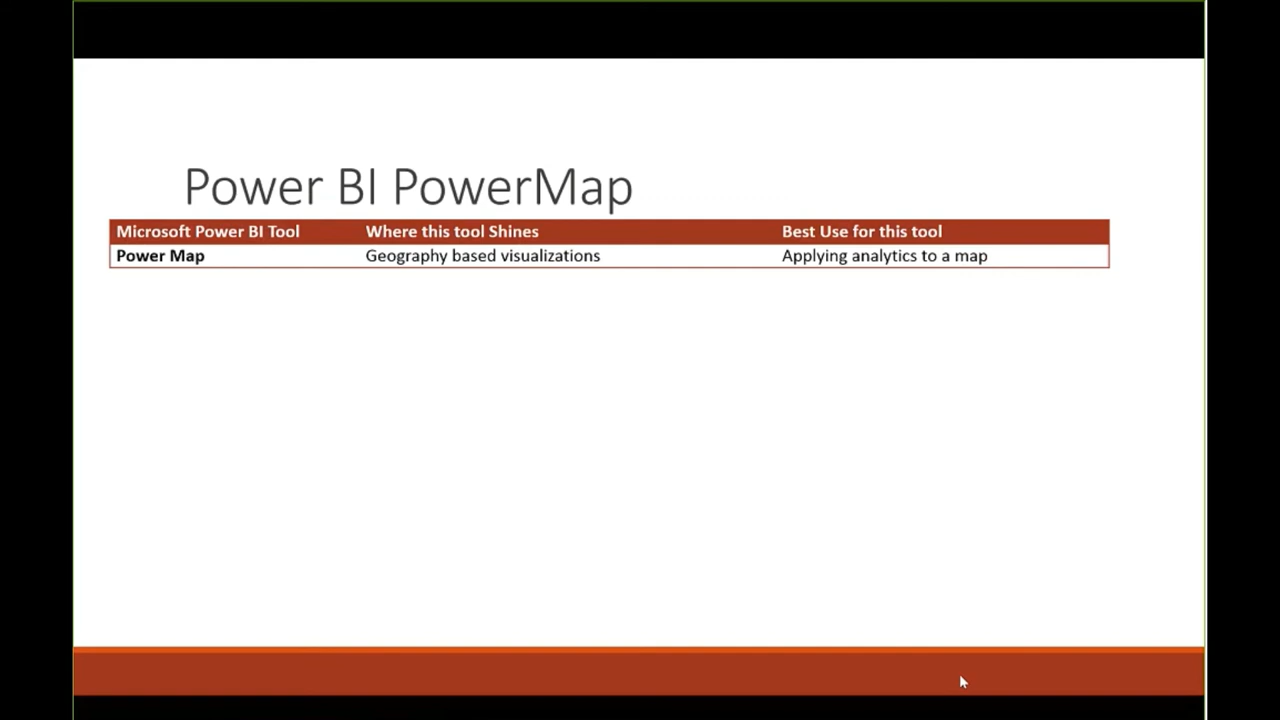 Power BI PowerMap
Microsoft Power BI Tool Where this tool Shines Best Use for this tool
Power Map Geography based visualizations Applying analytics to a map